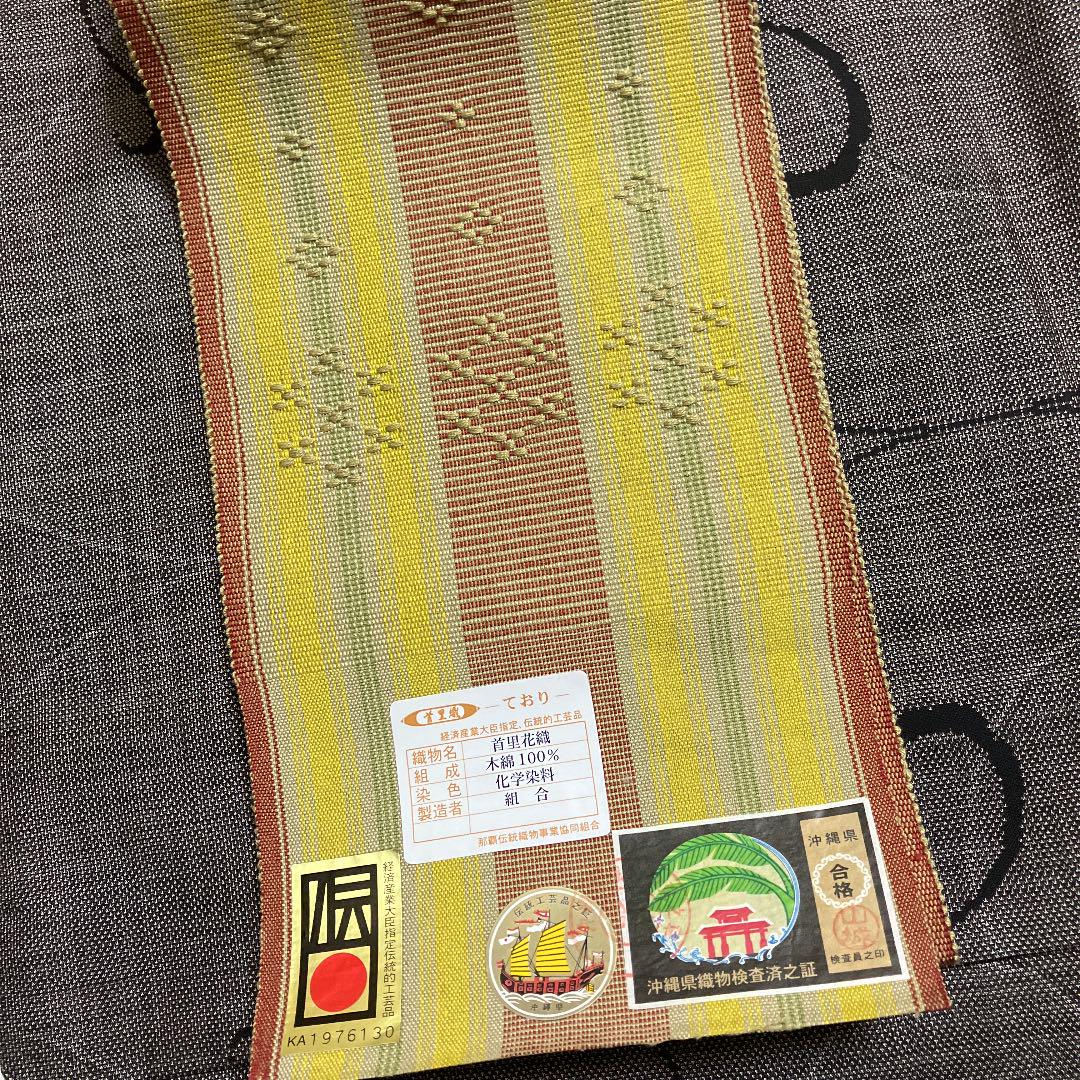 首里織 ―ており―
経済産業大臣指定、伝統的工芸品
織物名 首里花織
組成 木綿100%
染色 化学染料
製造者 組合
那覇伝統織物事業協同組合
経済産業大臣指定伝統的工芸品
伝
KA1976130
伝統工芸品之証
沖縄県
沖縄県
合格
山城
検査員之印
沖縄県織物検査済之証